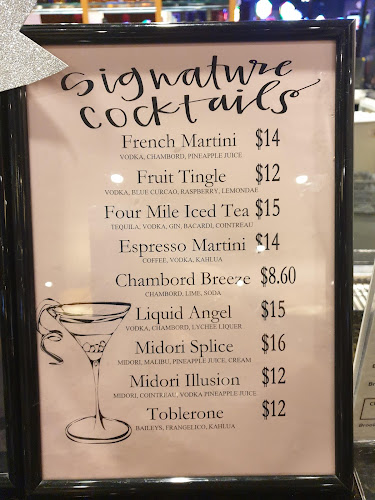 Signature
Cocktails
French Martini $14
VODKA, CHAMBORD, PINEAPPLE JUICE
Fruit Tingle $12
VODKA, BLUE CURCAO, RASPBERRY, LEMONDAE
Four Mile Iced Tea $15
TEQUILA, VODKA, GIN, BACARDI, COINTREAU
Espresso Martini $14
COFFEE, VODKA, KAHLUA
Chambord Breeze $8.60
CHAMBORD, LIME, SODA
Liquid Angel $15
VODKA, CHAMBORD, LYCHEE LIQUER
Midori Splice $16
MIDORI, MALIBU, PINEAPPLE JUICE, CREAM
Midori Illusion $12
MIDORI, COINTREAU, VODKA PINEAPPLE JUICE
Toblerone $12
BAILEYS, FRANGELICO, KAHLUA